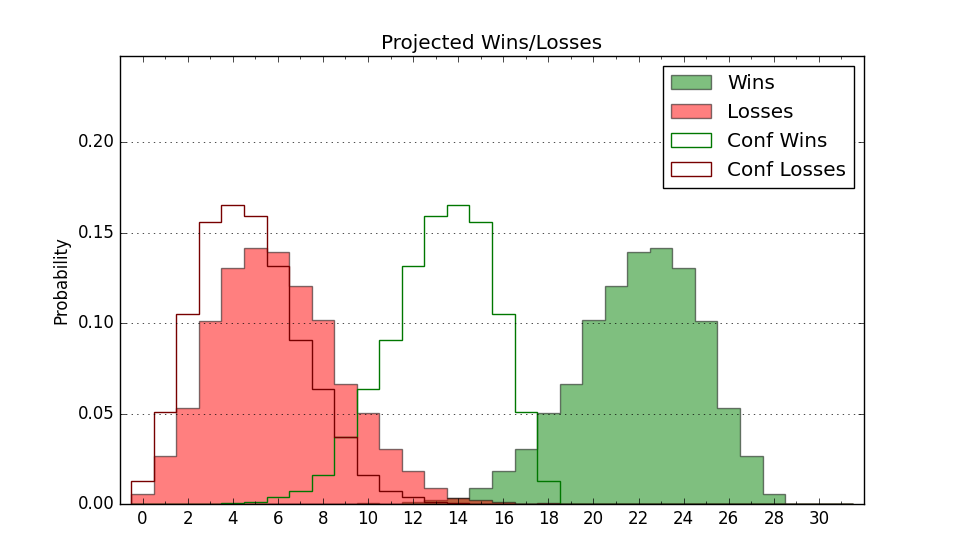 Projected Wins/Losses
Wins
Losses
Conf Wins
Conf Losses
Probability
0.20
0.15
0.10
0.05
0.00
0 2 4 6 8 10 12 14 16 18 20 22 24 26 28 30